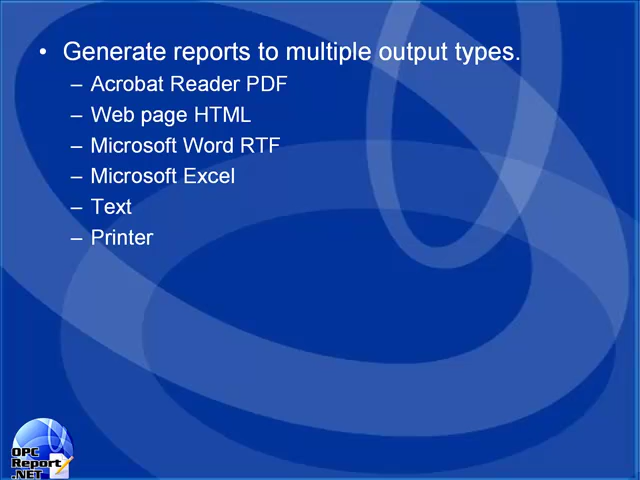 • Generate reports to multiple output types.
– Acrobat Reader PDF
– Web page HTML
– Microsoft Word RTF
– Microsoft Excel
– Text
– Printer
OPC
Report
.NET